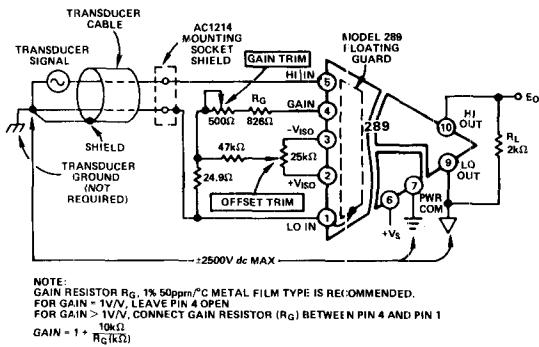 TRANSDUCER
CABLE
TRANSDUCER
SIGNAL
AC1214
MOUNTING
SOCKET
SHIELD
MODEL 289
FLOATING
GUARD
GAIN TRIM
HI IN
5
RG
GAIN
4
500Ω
826Ω
-VISO
3
289
HI
OUT
10
EO
RL
2kΩ
47kΩ
25kΩ
+VISO
2
9
LO
OUT
SHIELD
TRANSDUCER
GROUND
(NOT
REQUIRED)
24.9Ω
OFFSET TRIM
7
PWR
COM
6
+VS
LO IN
1
±2500V dc MAX
NOTE:
GAIN RESISTOR RG, 1% 50ppm/°C METAL FILM TYPE IS RECOMMENDED.
FOR GAIN = 1V/V, LEAVE PIN 4 OPEN
FOR GAIN > 1V/V, CONNECT GAIN RESISTOR (RG) BETWEEN PIN 4 AND PIN 1
GAIN = 1 + 10kΩ
RG(kΩ)